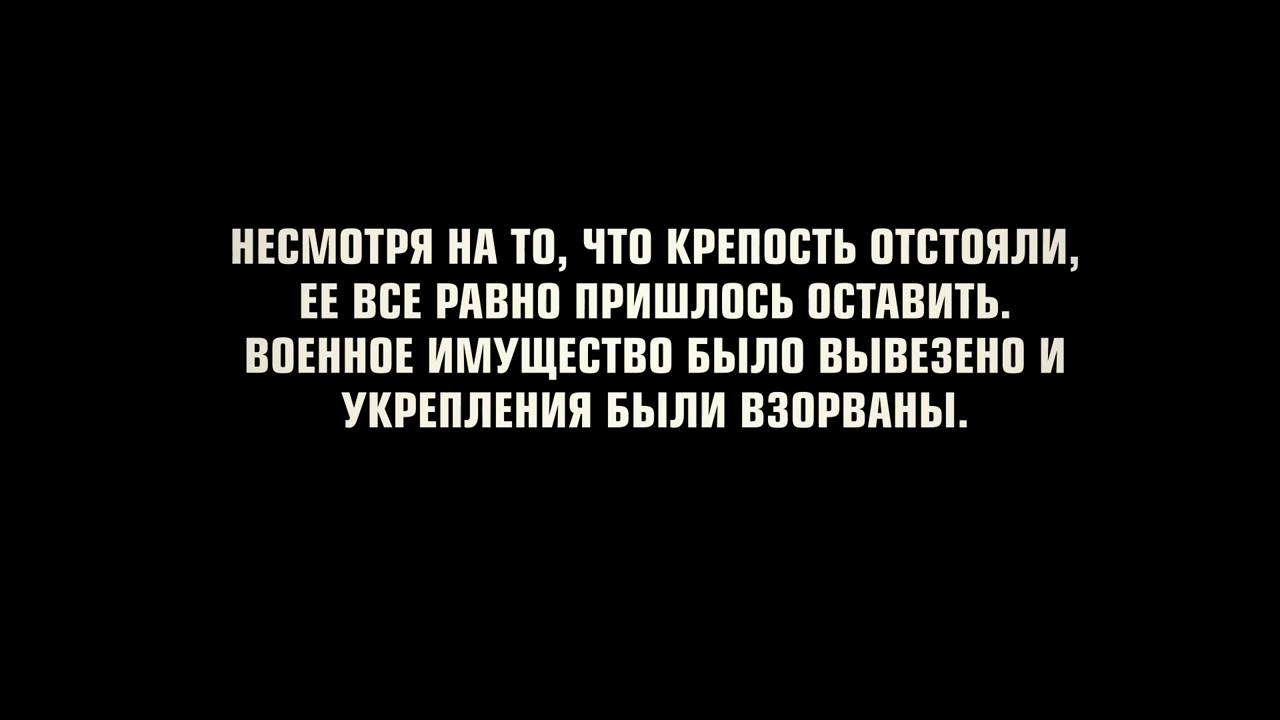 НЕСМОТРЯ НА ТО, ЧТО КРЕПОСТЬ ОТСТОЯЛИ,
ЕЕ ВСЕ РАВНО ПРИШЛОСЬ ОСТАВИТЬ.
ВОЕННОЕ ИМУЩЕСТВО БЫЛО ВЫВЕЗЕНО И
УКРЕПЛЕНИЯ БЫЛИ ВЗОРВАНЫ.